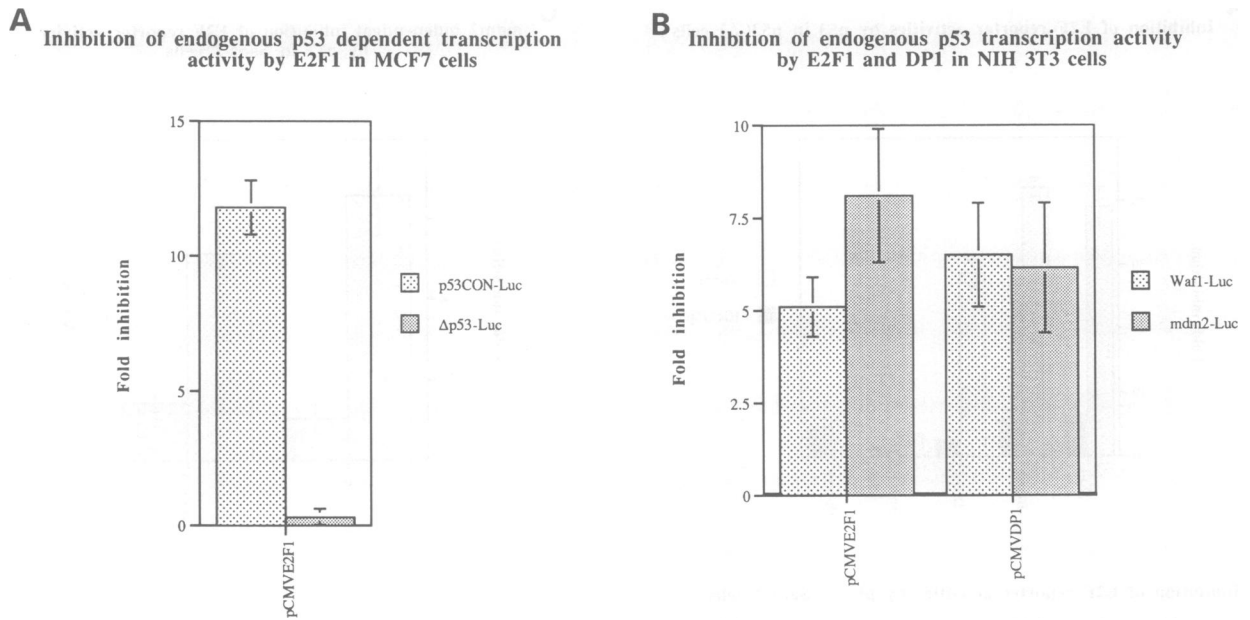 A
Inhibition of endogenous p53 dependent transcription
activity by E2F1 in MCF7 cells
15
10
5
0
Fold inhibition
pCMVE2F1
p53CON-Luc
Δp53-Luc
B
Inhibition of endogenous p53 transcription activity
by E2F1 and DP1 in NIH 3T3 cells
10
7.5
5
2.5
0
Fold inhibition
pCMVE2F1
pCMVDP1
Waf1-Luc
mdm2-Luc